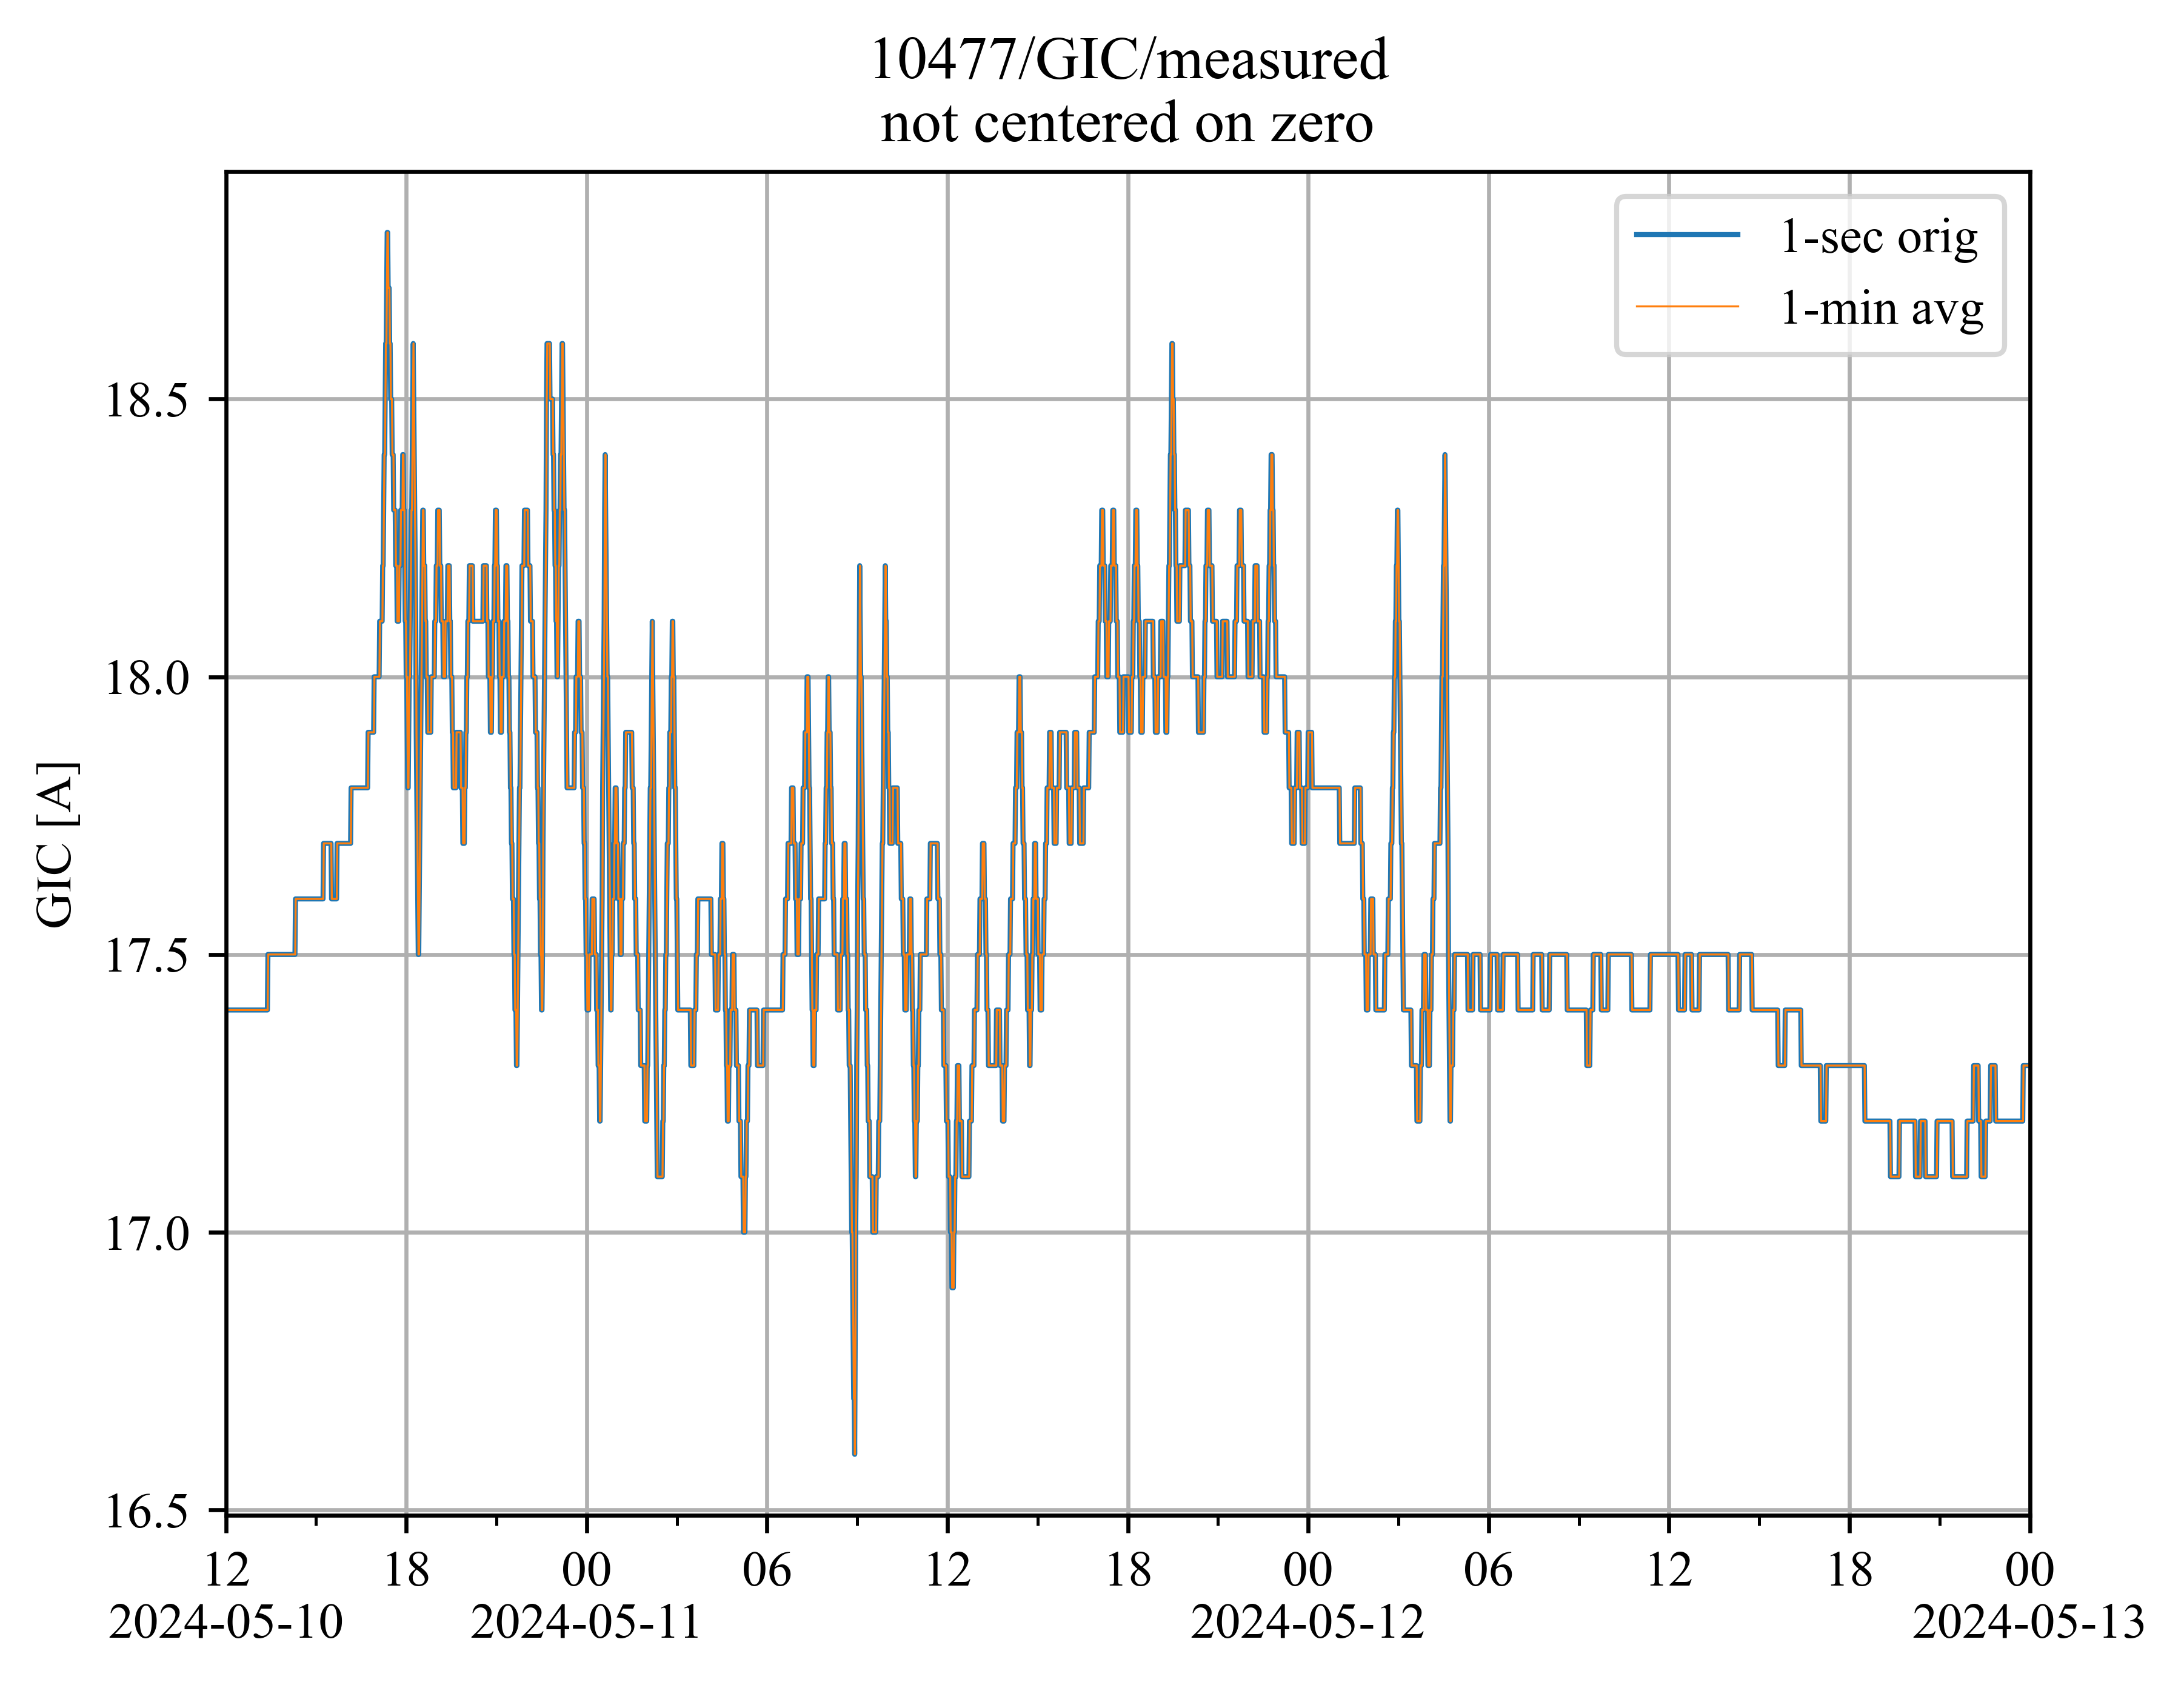 10477/GIC/measured
not centered on zero
1-sec orig
1-min avg
GIC [A]
18.5
18.0
17.5
17.0
16.5
12 18 00 06 12 18 00 06 12 18 00
2024-05-10 2024-05-11 2024-05-12 2024-05-13